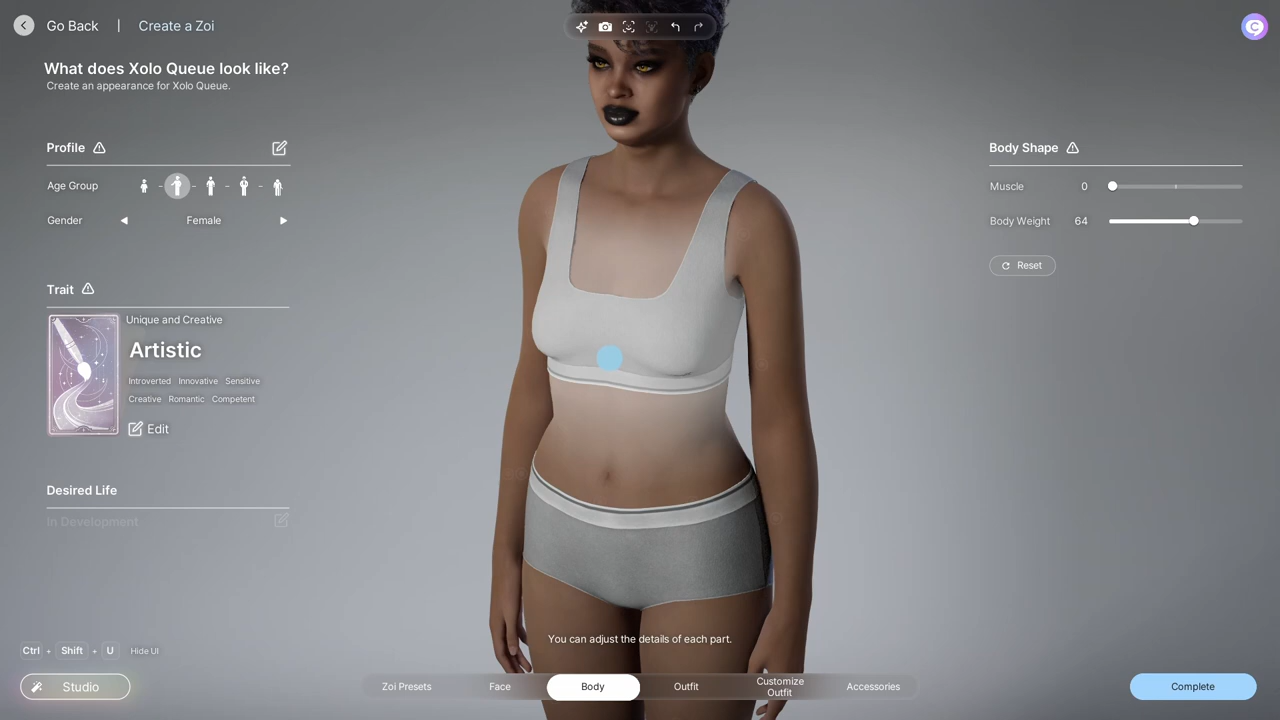 Go Back | Create a Zoi
What does Xolo Queue look like?
Create an appearance for Xolo Queue.
Profile
Age Group
Gender Female
Trait
Unique and Creative
Artistic
Introverted Innovative Sensitive
Creative Romantic Competent
Edit
Desired Life
In Development
Ctrl + Shift + U Hide UI
Studio
Body Shape
Muscle 0
Body Weight 64
Reset
You can adjust the details of each part.
Zoi Presets
Face
Body
Outfit
Customize
Outfit
Accessories
Complete